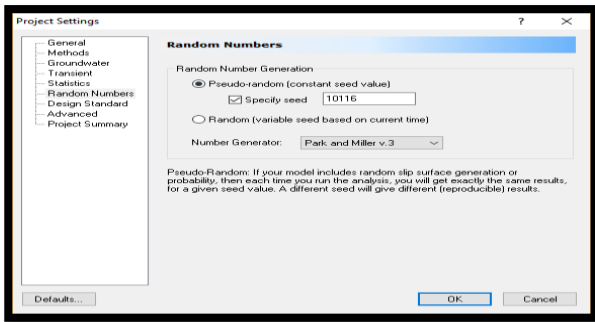 Project Settings
?
General
Methods
Groundwater
Transient
Statistics
Random Numbers
Design Standard
Advanced
Project Summary
Random Numbers
Random Number Generation
Pseudo-random (constant seed value)
Specify seed 10116
Random (variable seed based on current time)
Number Generator: Park and Miller v.3
Pseudo-Random: If your model includes random slip surface generation or
probability, then each time you run the analysis, you will get exactly the same results,
for a given seed value. A different seed will give different (reproducible) results.
Defaults...
OK
Cancel